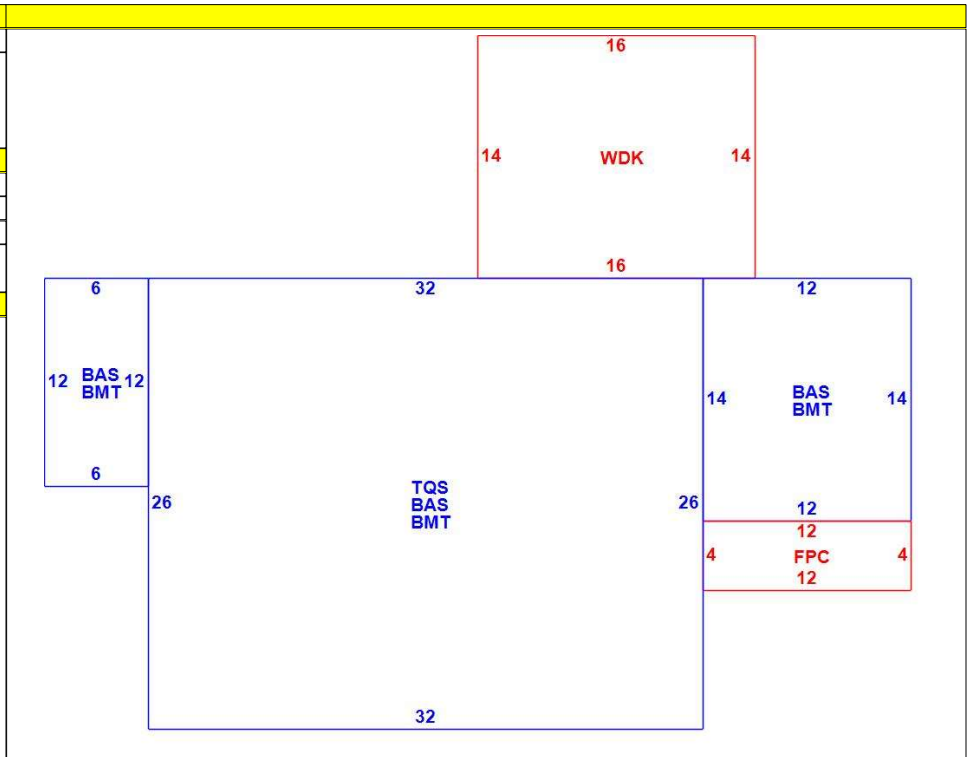 16
14 WDK 14
16
6 32 12
12 BAS 12
BMT
14 BAS 14
BMT
6
TQS
26 BAS 26
BMT
12
12
4 FPC 4
12
32